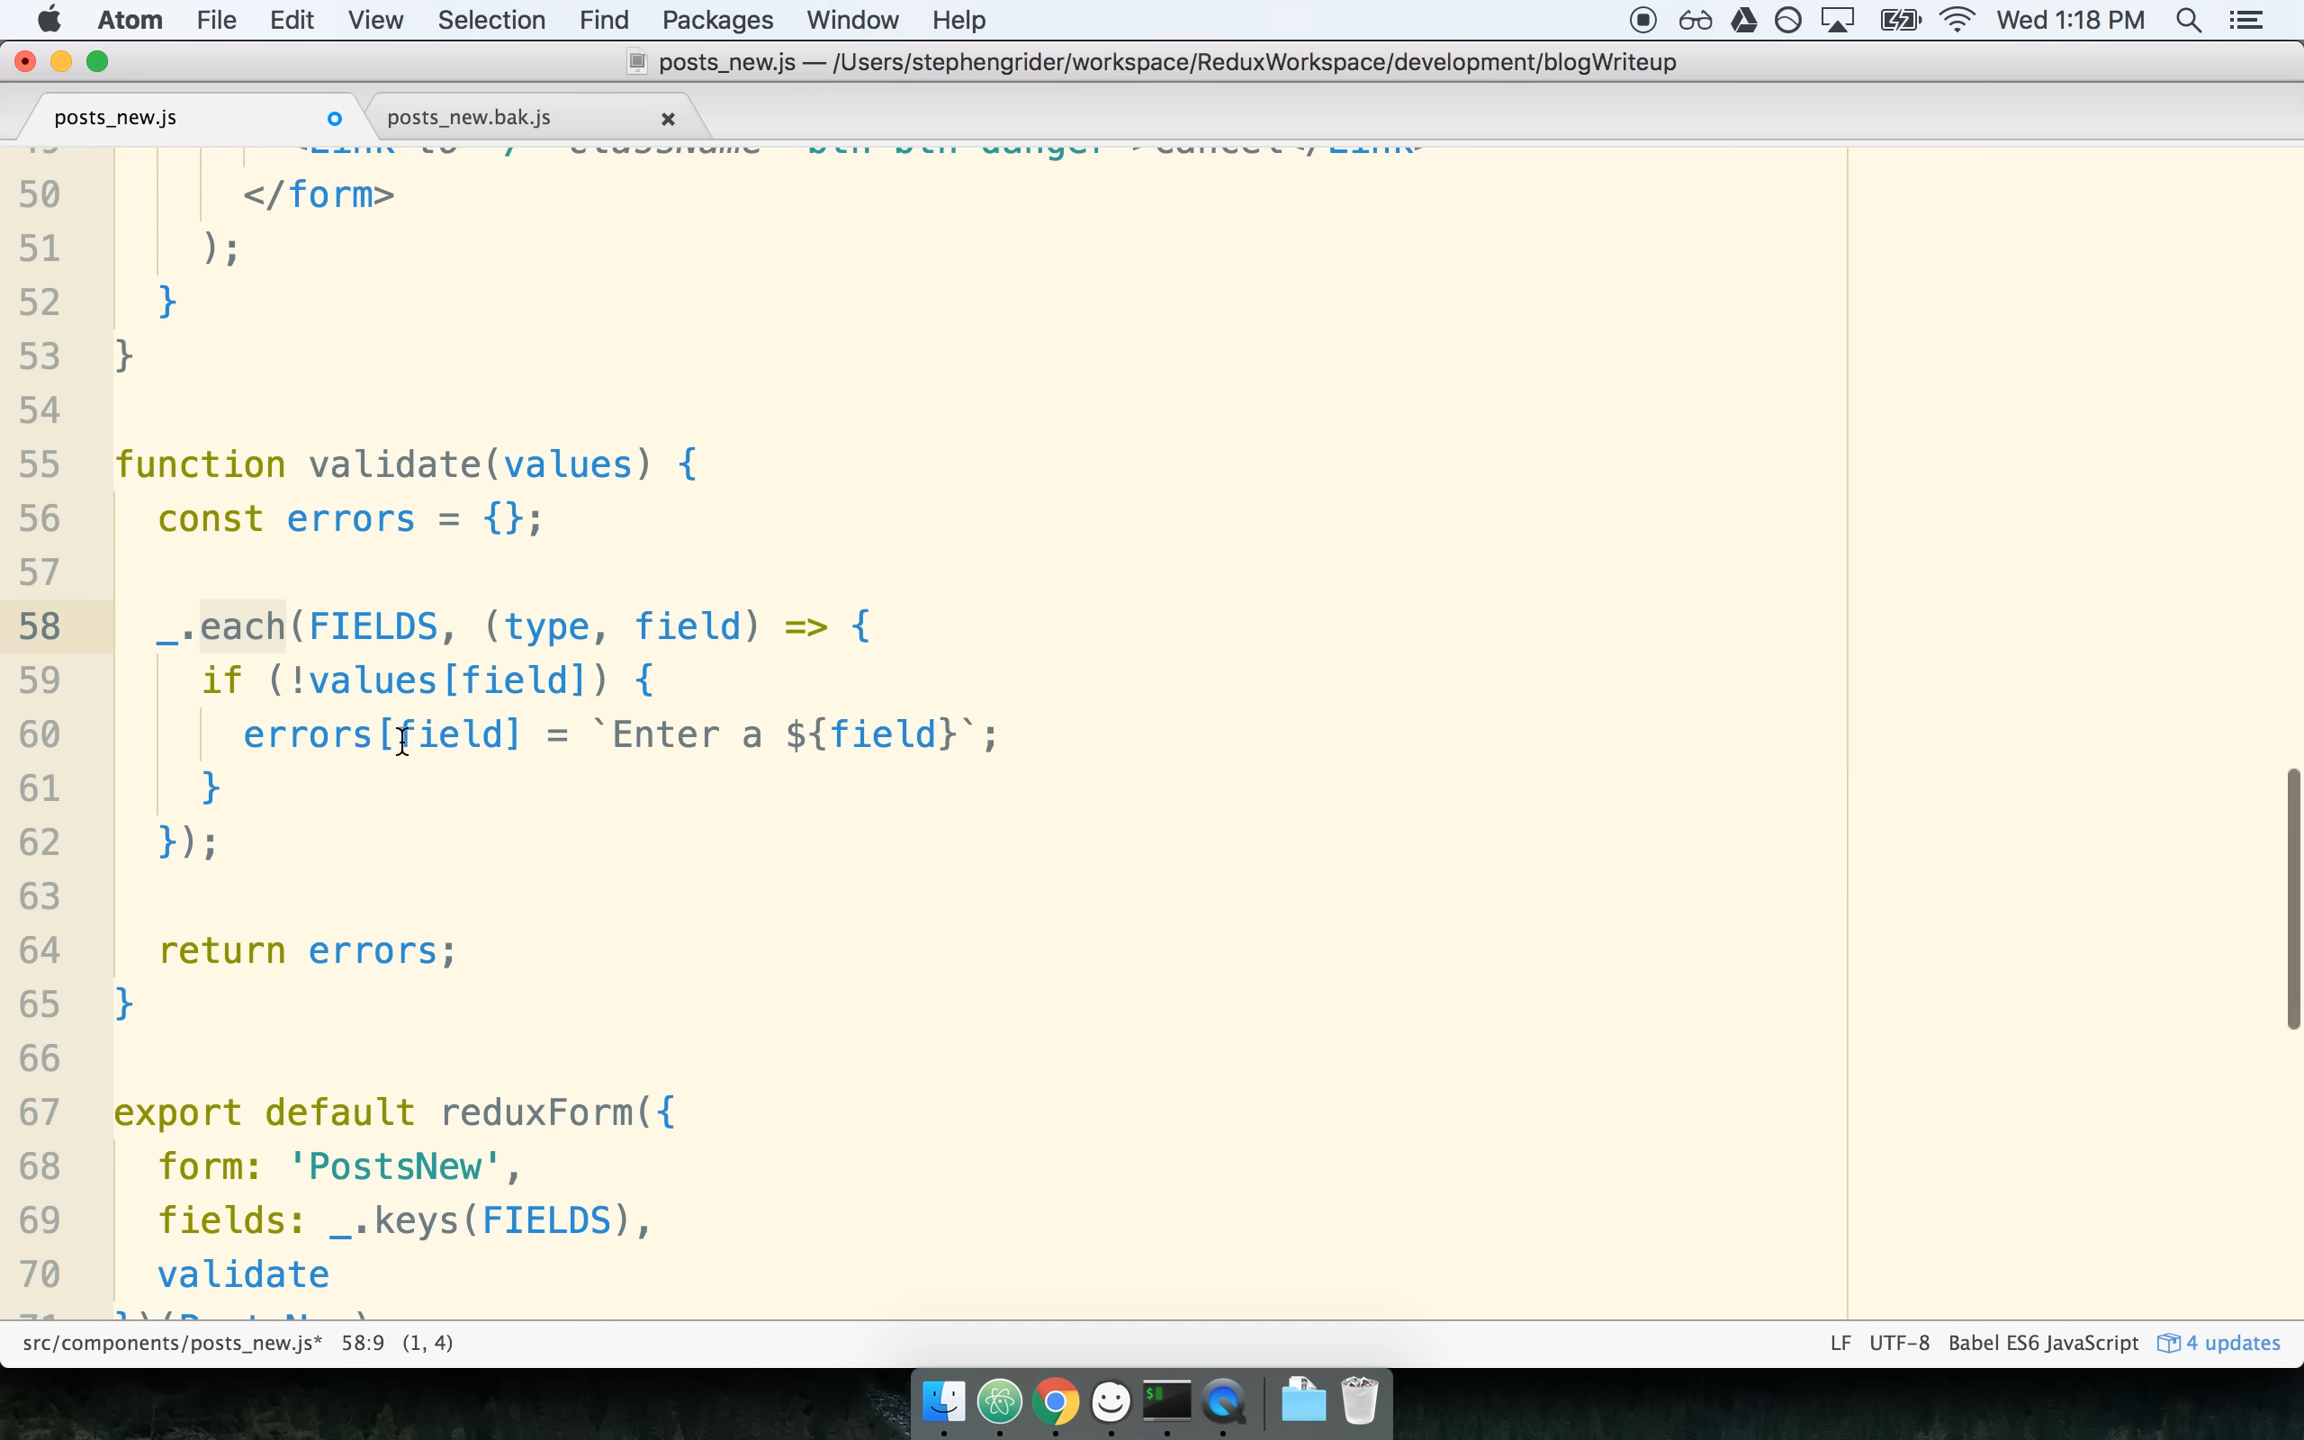 Atom File Edit View Selection Find Packages Window Help Wed 1:18 PM
posts_new.js — /Users/stephengrider/workspace/ReduxWorkspace/development/blogWriteup
posts_new.js posts_new.bak.js
50 </form>
51 );
52 }
53 }
54
55 function validate(values) {
56 const errors = {};
57
58 _.each(FIELDS, (type, field) => {
59 if (!values[field]) {
60 errors[field] = `Enter a ${field}`;
61 }
62 });
63
64 return errors;
65 }
66
67 export default reduxForm({
68 form: 'PostsNew',
69 fields: _.keys(FIELDS),
70 validate
src/components/posts_new.js* 58:9 (1, 4) LF UTF-8 Babel ES6 JavaScript 4 updates